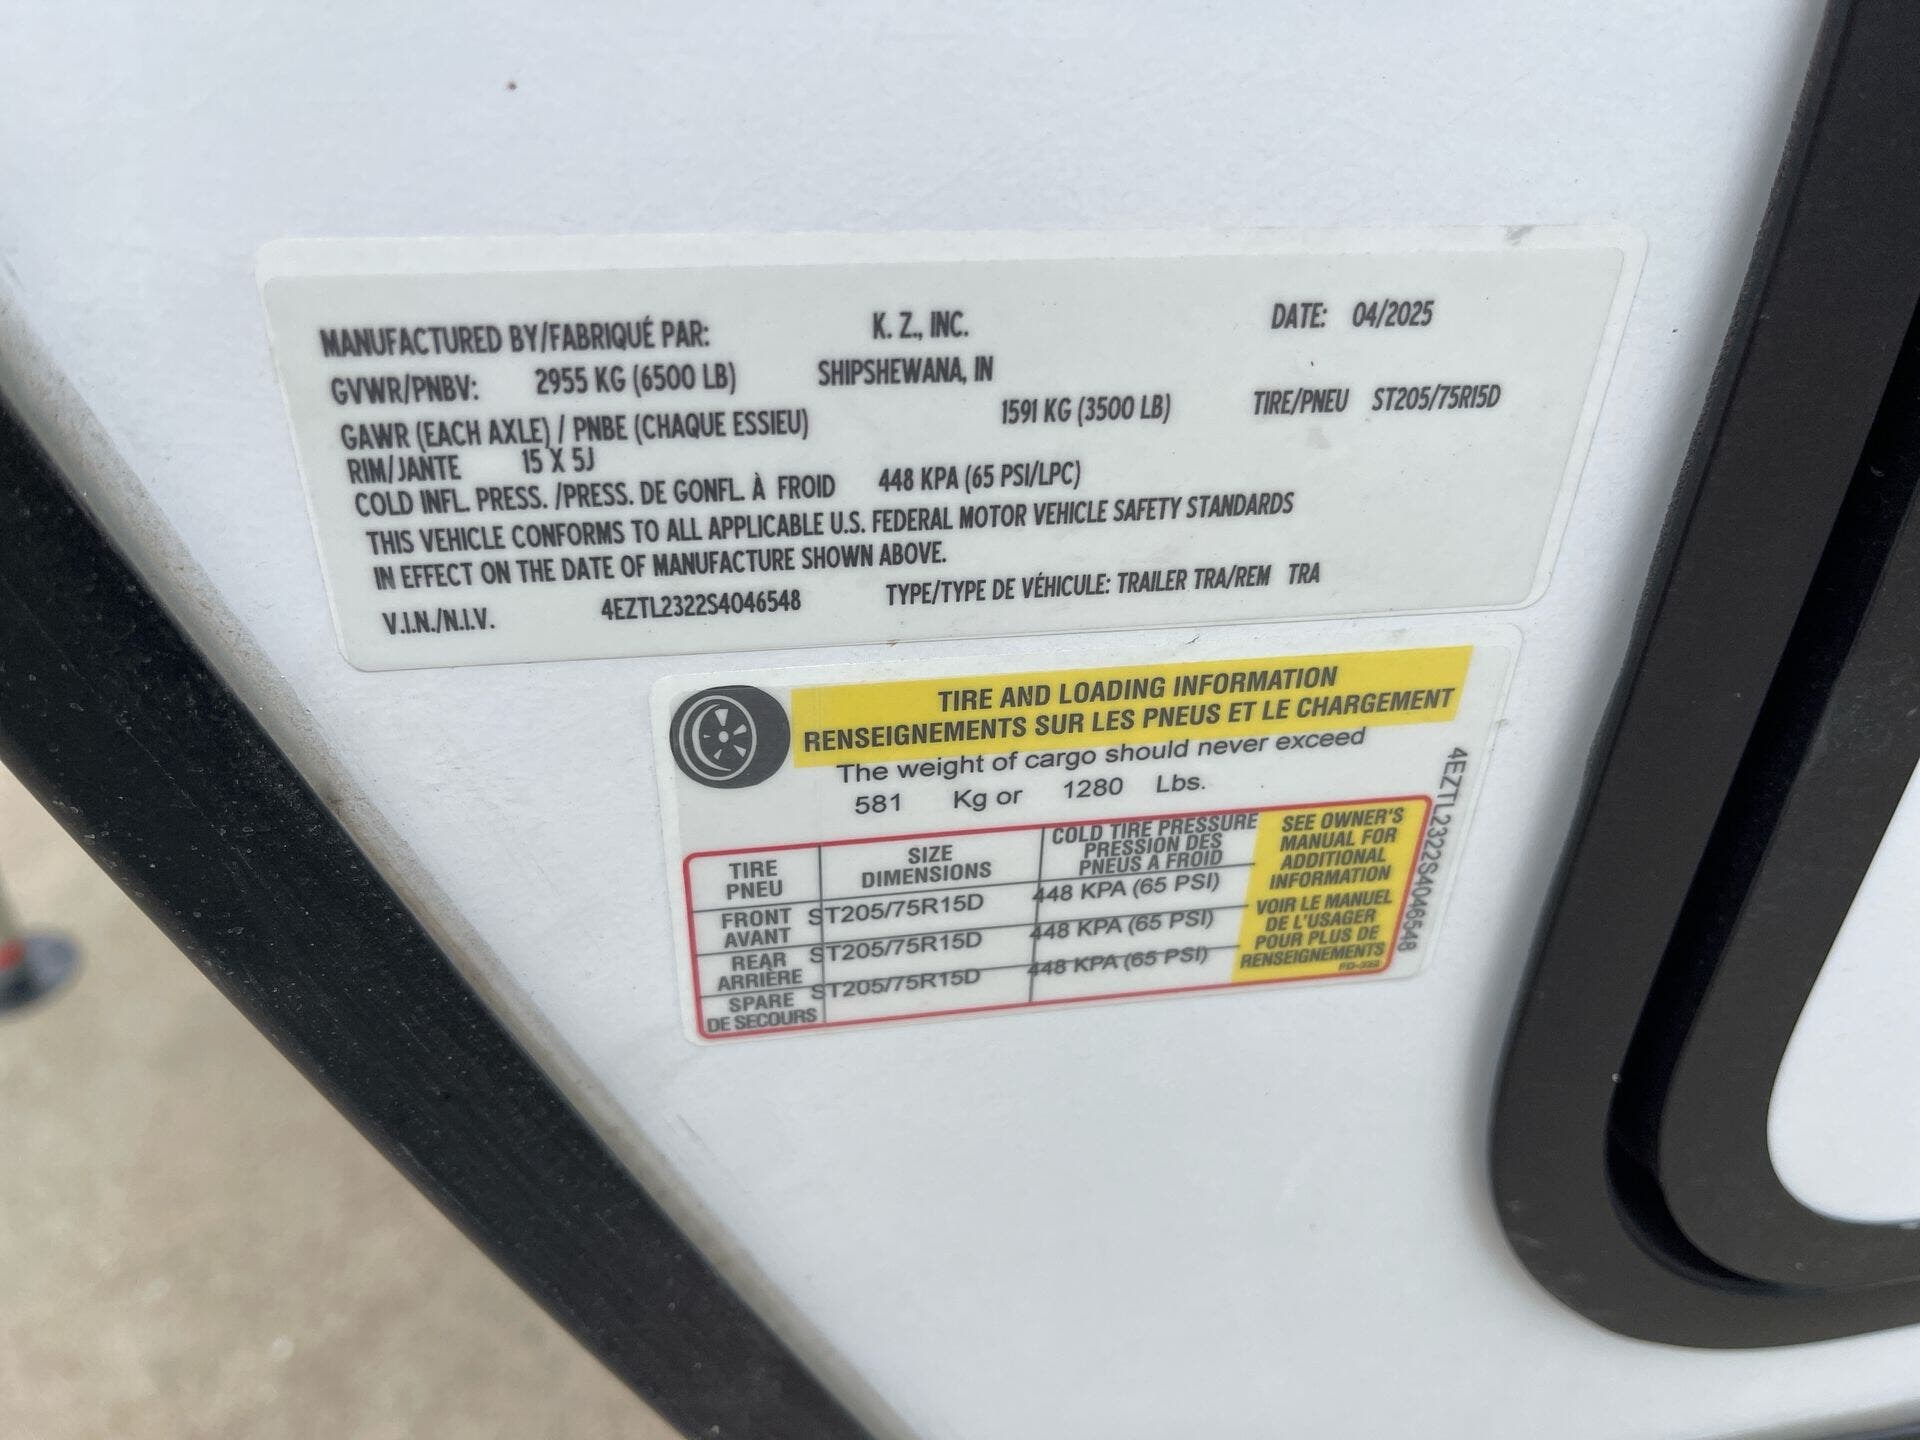 MANUFACTURED BY/FABRIQUÉ PAR: K. Z., INC. DATE: 04/2025
GVWR/PNBV: 2955 KG (6500 LB) SHIPSHEWANA, IN
GAWR (EACH AXLE) / PNBE (CHAQUE ESSIEU) 1591 KG (3500 LB) TIRE/PNEU ST205/75R15D
RIM/JANTE 15 X 5J
COLD INFL. PRESS. /PRESS. DE GONFL. À FROID 448 KPA (65 PSI/LPC)
THIS VEHICLE CONFORMS TO ALL APPLICABLE U.S. FEDERAL MOTOR VEHICLE SAFETY STANDARDS
IN EFFECT ON THE DATE OF MANUFACTURE SHOWN ABOVE.
V.I.N./N.I.V. 4EZTL2322S4046548 TYPE/TYPE DE VÉHICULE: TRAILER TRA/REM TRA
TIRE AND LOADING INFORMATION
RENSEIGNEMENTS SUR LES PNEUS ET LE CHARGEMENT
The weight of cargo should never exceed
581 Kg or 1280 Lbs.
TIRE
PNEU
SIZE
DIMENSIONS
COLD TIRE PRESSURE
PRESSION DES
PNEUS A FROID
FRONT
AVANT
ST205/75R15D
448 KPA (65 PSI)
REAR
ARRIÈRE
ST205/75R15D
448 KPA (65 PSI)
SPARE
DE SECOURS
ST205/75R15D
448 KPA (65 PSI)
SEE OWNER'S
MANUAL FOR
ADDITIONAL
INFORMATION
VOIR LE MANUEL
DE L'USAGER
POUR PLUS DE
RENSEIGNEMENTS
4EZTL2322S4046548